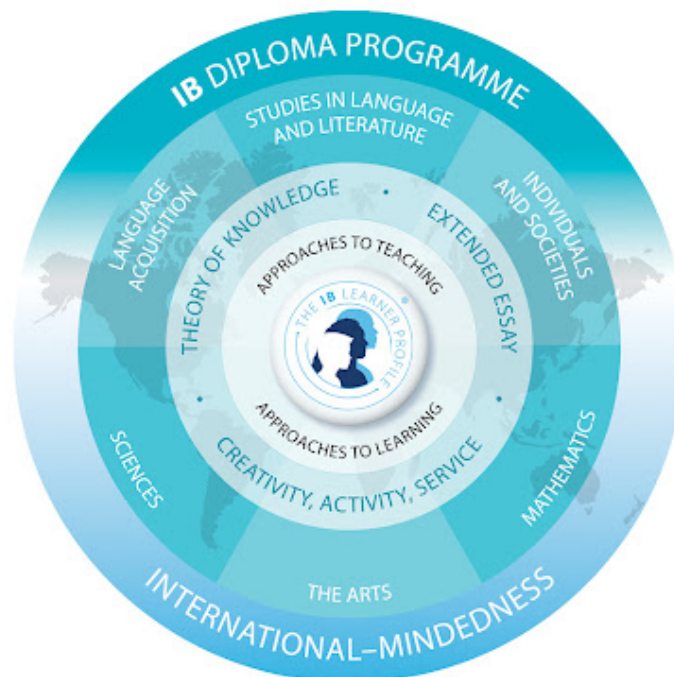 IB DIPLOMA PROGRAMME
STUDIES IN LANGUAGE
AND LITERATURE
LANGUAGE
ACQUISITION
INDIVIDUALS
AND SOCIETIES
THEORY OF KNOWLEDGE
•
EXTENDED ESSAY
APPROACHES TO TEACHING
THE IB LEARNER PROFILE
®
APPROACHES TO LEARNING
•
CREATIVITY, ACTIVITY, SERVICE
•
SCIENCES
MATHEMATICS
THE ARTS
INTERNATIONAL–MINDEDNESS